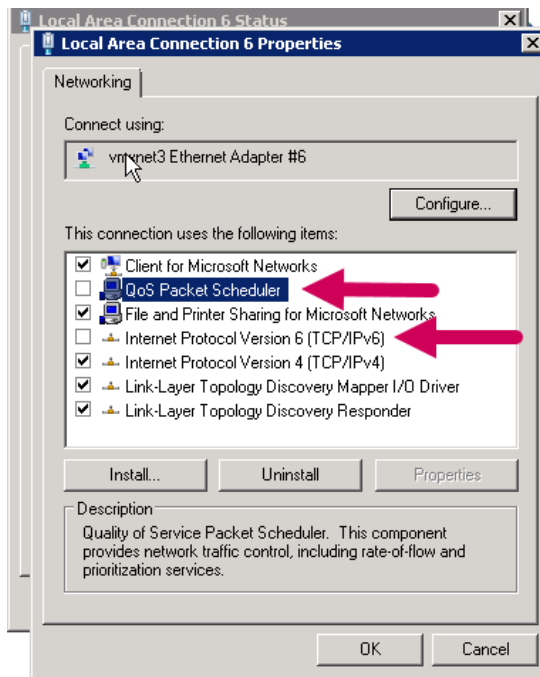 Local Area Connection 6 Status
Local Area Connection 6 Properties
Networking
Connect using:
vmxnet3 Ethernet Adapter #6
Configure...
This connection uses the following items:
Client for Microsoft Networks
QoS Packet Scheduler
File and Printer Sharing for Microsoft Networks
Internet Protocol Version 6 (TCP/IPv6)
Internet Protocol Version 4 (TCP/IPv4)
Link-Layer Topology Discovery Mapper I/O Driver
Link-Layer Topology Discovery Responder
Install...
Uninstall
Properties
Description
Quality of Service Packet Scheduler. This component
provides network traffic control, including rate-of-flow and
prioritization services.
OK
Cancel